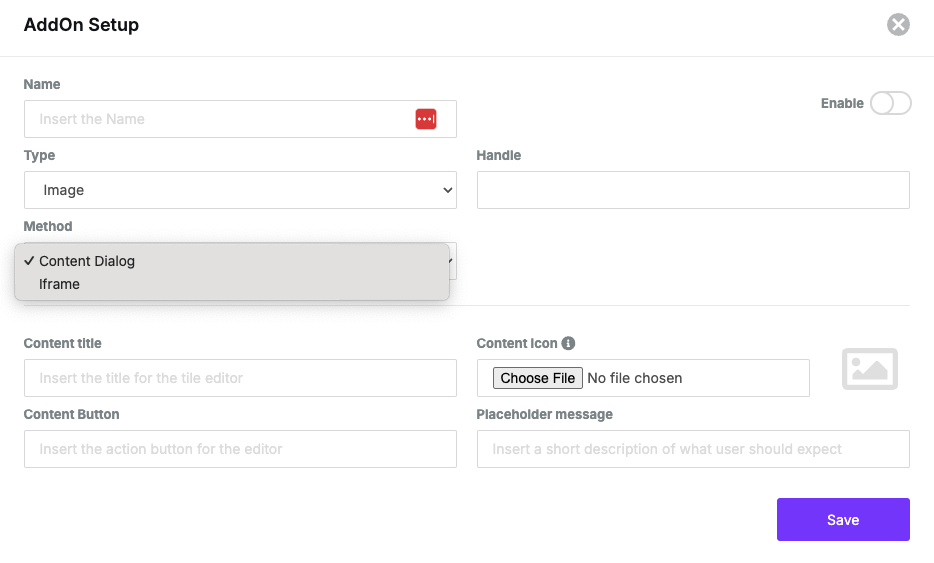 AddOn Setup
Name
Insert the Name
Enable
Type
Handle
Image
Method
✓ Content Dialog
Iframe
Content title
Content Icon
Insert the title for the tile editor
Choose File No file chosen
Content Button
Placeholder message
Insert the action button for the editor
Insert a short description of what user should expect
Save